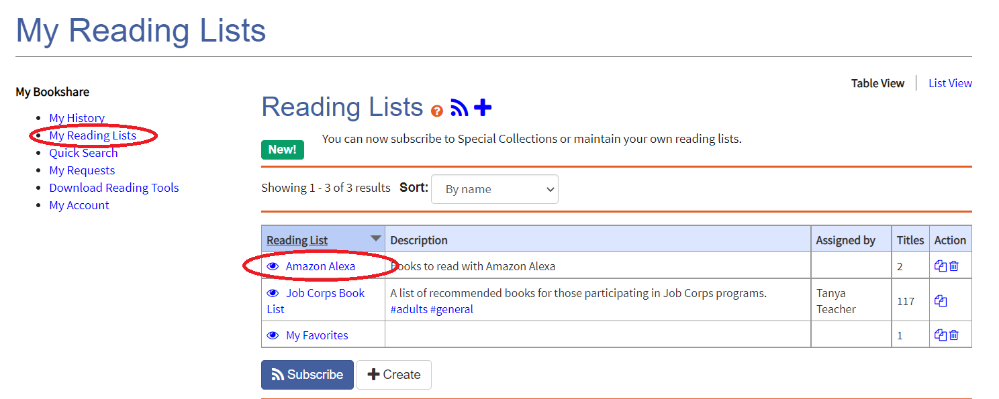 My Reading Lists
My Bookshare
My History
My Reading Lists
Quick Search
My Requests
Download Reading Tools
My Account
Table View
List View
Reading Lists ?
New!
You can now subscribe to Special Collections or maintain your own reading lists.
Showing 1 - 3 of 3 results Sort: By name
Reading List Description Assigned by Titles Action
Amazon Alexa Books to read with Amazon Alexa 2
Job Corps Book A list of recommended books for those participating in Job Corps programs. Tanya 117
List #adults #general Teacher
My Favorites 1
Subscribe Create